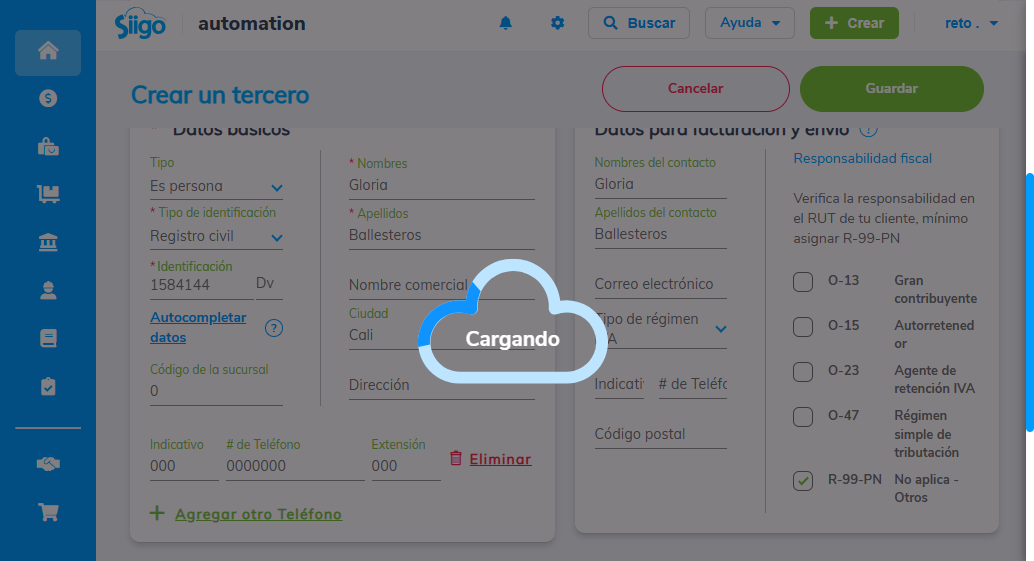 Siigo
automation
Buscar
Ayuda
Crear
reto .
Crear un tercero
Cancelar
Guardar
Datos básicos
Tipo
Es persona
* Tipo de identificación
Registro civil
* Identificación
1584144
Dv
Autocompletar
datos
?
Código de la sucursal
0
* Nombres
Gloria
* Apellidos
Ballesteros
Nombre comercial
Ciudad
Cali
Dirección
Indicativo
# de Teléfono
Extensión
000
0000000
000
Eliminar
Agregar otro Teléfono
Cargando
Datos para facturación y envío
Nombres del contacto
Gloria
Apellidos del contacto
Ballesteros
Correo electrónico
Tipo de régimen
IVA
Indicati
# de Teléfo
Código postal
Responsabilidad fiscal
Verifica la responsabilidad en
el RUT de tu cliente, mínimo
asignar R-99-PN
O-13 Gran
contribuyente
O-15 Autorretened
or
O-23 Agente de
retención IVA
O-47 Régimen
simple de
tributación
R-99-PN No aplica -
Otros